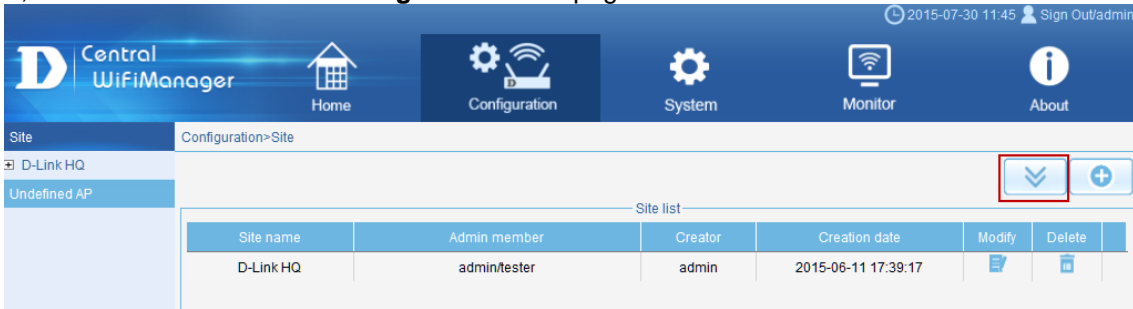 g page
2015-07-30 11:45 Sign Out/admin
D Central WiFiManager
Home Configuration System Monitor About
Site Configuration>Site
D-Link HQ
Undefined AP
Site list
Site name Admin member Creator Creation date Modify Delete
D-Link HQ admin/tester admin 2015-06-11 17:39:17